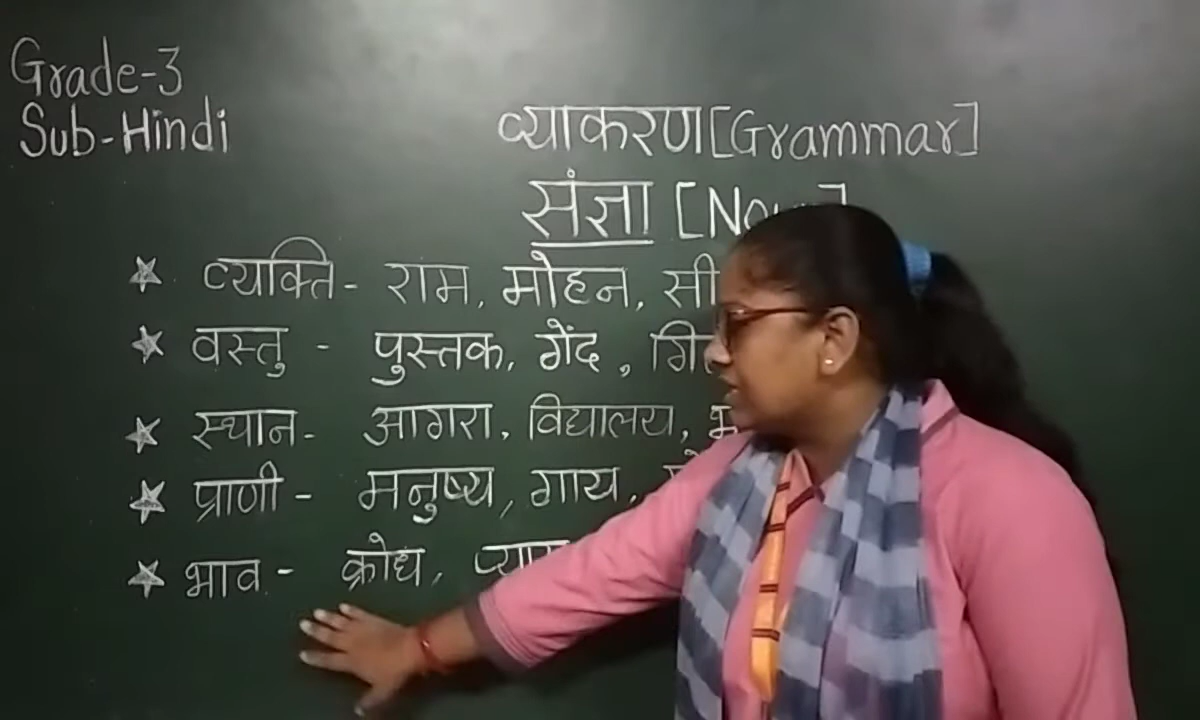 Grade-3
Sub-Hindi
व्याकरण [Grammar]
संज्ञा
व्यक्ति - राम, मोहन,
वस्तु - पुस्तक, गेंद,
स्थान - आगरा, विद्यालय,
प्राणी - मनुष्य, गाय,
भाव - क्रोध,